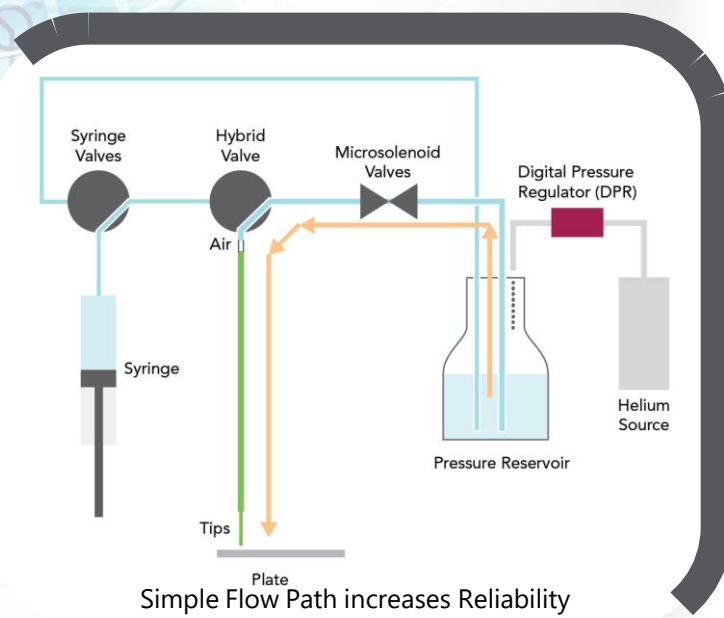 Syringe
Valves
Hybrid
Valve
Microsolenoid
Valves
Digital Pressure
Regulator (DPR)
Air
Syringe
Helium
Source
Pressure Reservoir
Tips
Plate
Simple Flow Path increases Reliability